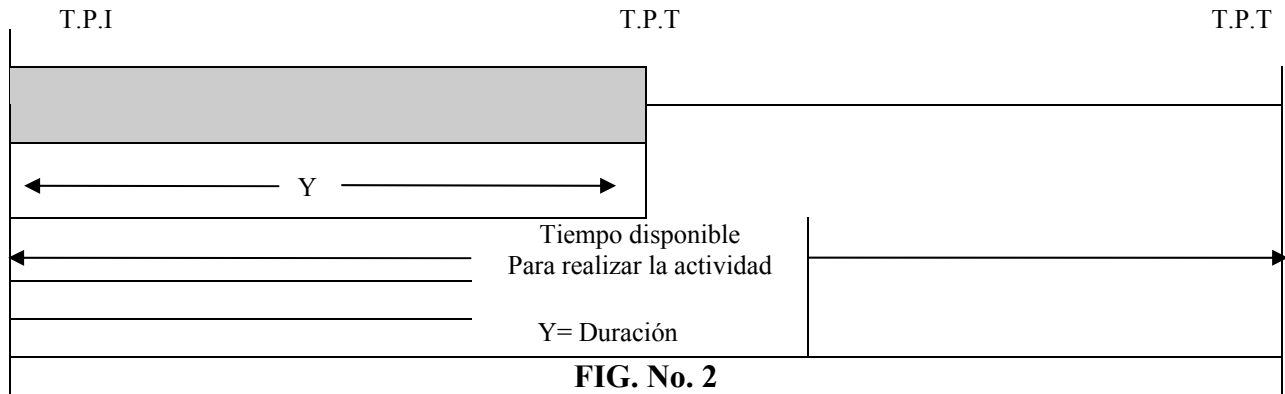 T.P.I T.P.T T.P.T
Y
Tiempo disponible
Para realizar la actividad
Y= Duración
FIG. No. 2